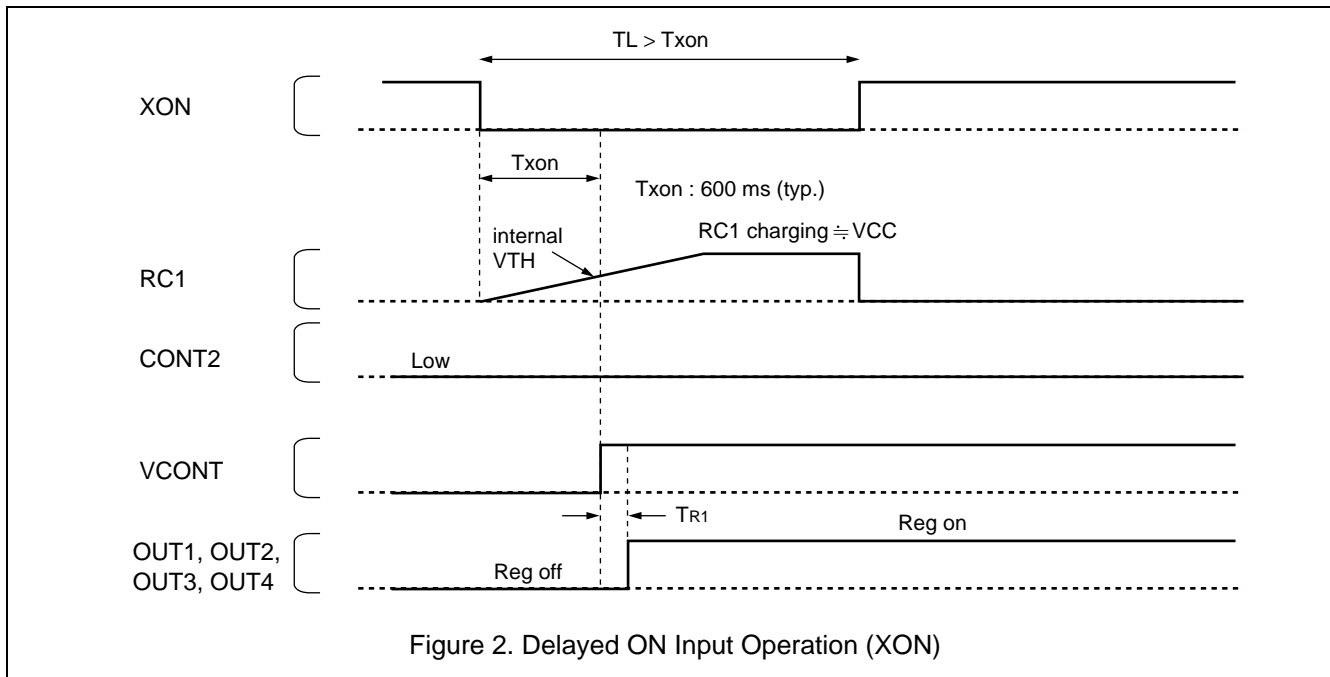 TL > Txon
XON
Txon
Txon : 600 ms (typ.)
internal
VTH
RC1 charging ≒ VCC
RC1
CONT2
Low
VCONT
TR1
Reg on
OUT1, OUT2,
OUT3, OUT4
Reg off
Figure 2. Delayed ON Input Operation (XON)